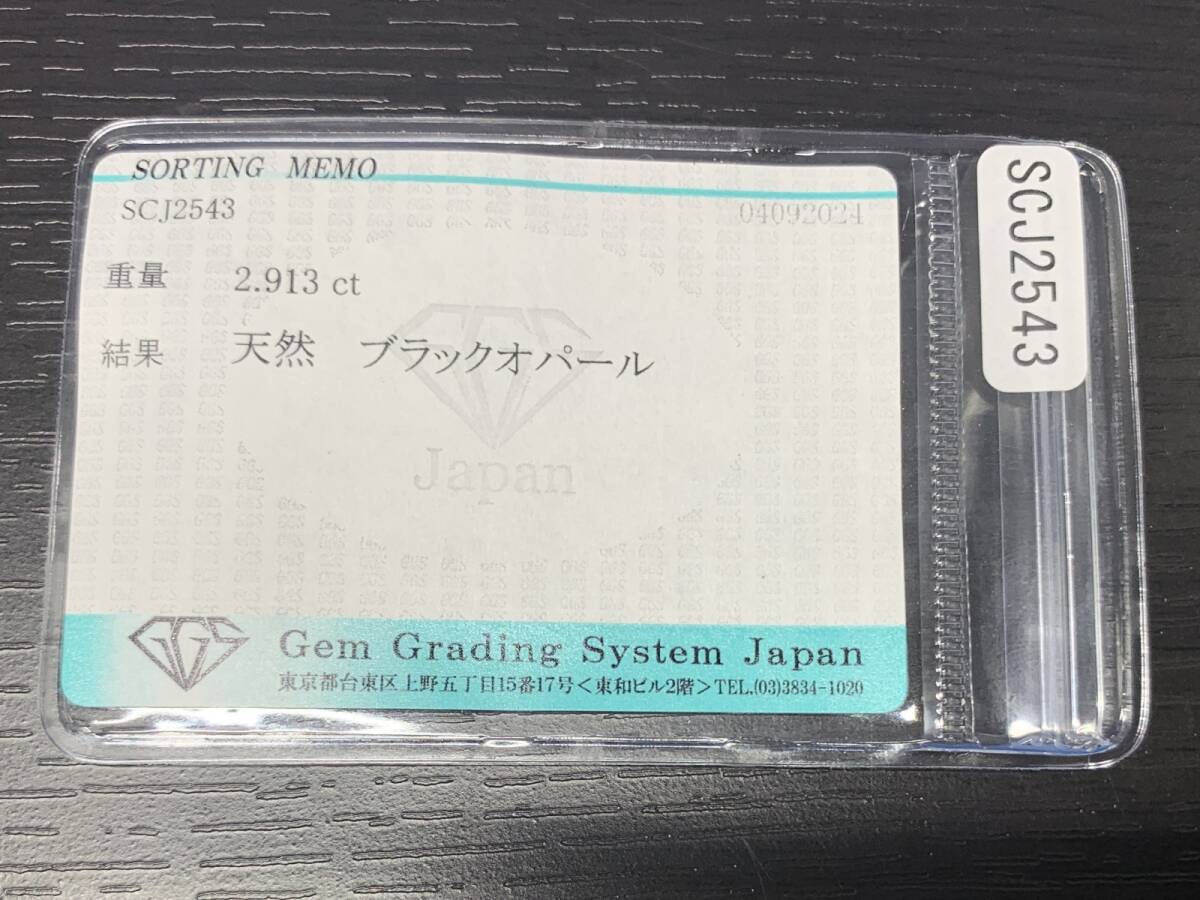 SORTING MEMO
SCJ2543 04092024
重量 2.913 ct
結果 天然 ブラックオパール
Japan
GGS Gem Grading System Japan
東京都台東区上野五丁目15番17号＜東和ビル2階＞TEL.(03)3834-1020
SCJ2543